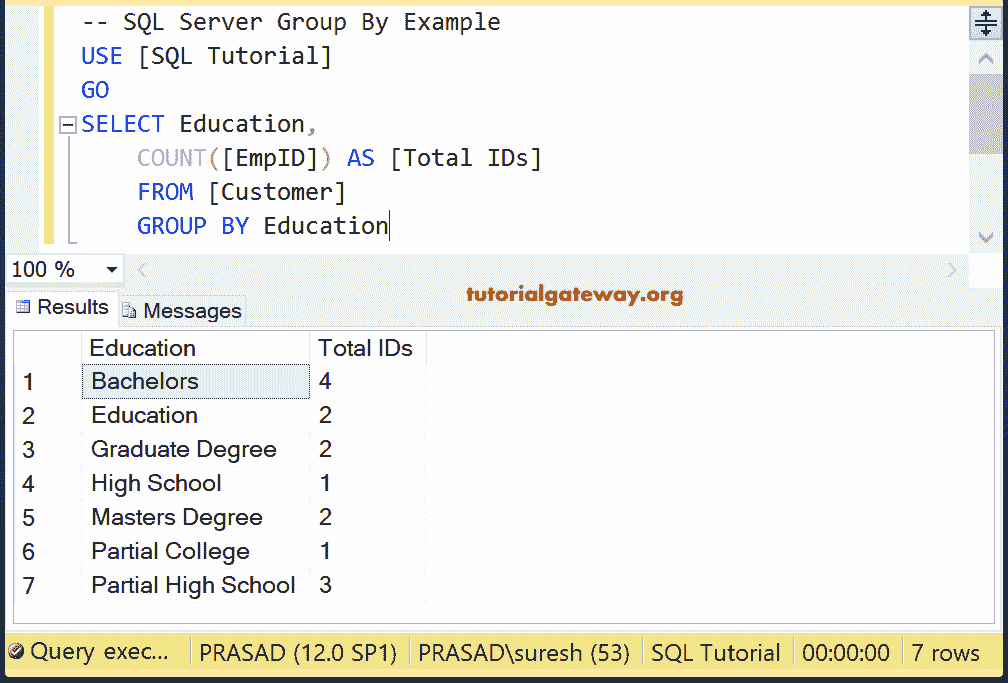 -- SQL Server Group By Example
USE [SQL Tutorial]
GO
SELECT Education,
COUNT([EmpID]) AS [Total IDs]
FROM [Customer]
GROUP BY Education
100 %
tutorialgateway.org
Results Messages
Education Total IDs
1 Bachelors 4
2 Education 2
3 Graduate Degree 2
4 High School 1
5 Masters Degree 2
6 Partial College 1
7 Partial High School 3
Query exec... PRASAD (12.0 SP1) PRASAD\suresh (53) SQL Tutorial 00:00:00 7 rows